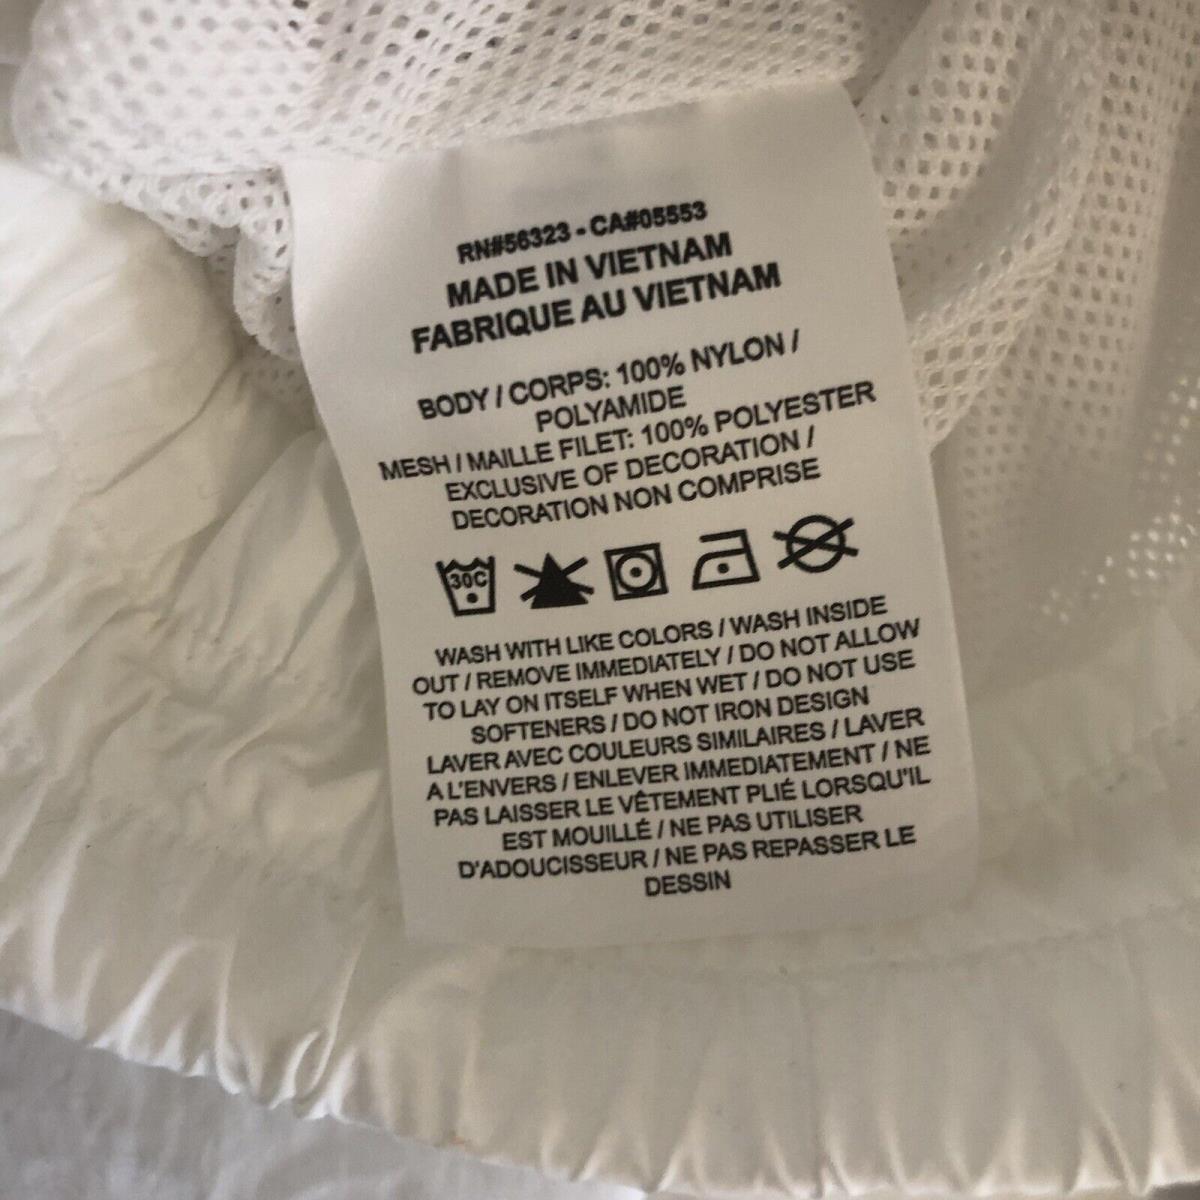 RN#56323 - CA#05553
MADE IN VIETNAM
FABRIQUE AU VIETNAM
BODY / CORPS: 100% NYLON /
POLYAMIDE
MESH / MAILLE FILET: 100% POLYESTER
EXCLUSIVE OF DECORATION /
DECORATION NON COMPRISE
30C
WASH WITH LIKE COLORS / WASH INSIDE
OUT / REMOVE IMMEDIATELY / DO NOT ALLOW
TO LAY ON ITSELF WHEN WET / DO NOT USE
SOFTENERS / DO NOT IRON DESIGN
LAVER AVEC COULEURS SIMILAIRES / LAVER
A L'ENVERS / ENLEVER IMMEDIATEMENT / NE
PAS LAISSER LE VÊTEMENT PLIÉ LORSQU'IL
EST MOUILLÉ / NE PAS UTILISER
D'ADOUCISSEUR / NE PAS REPASSER LE
DESSIN